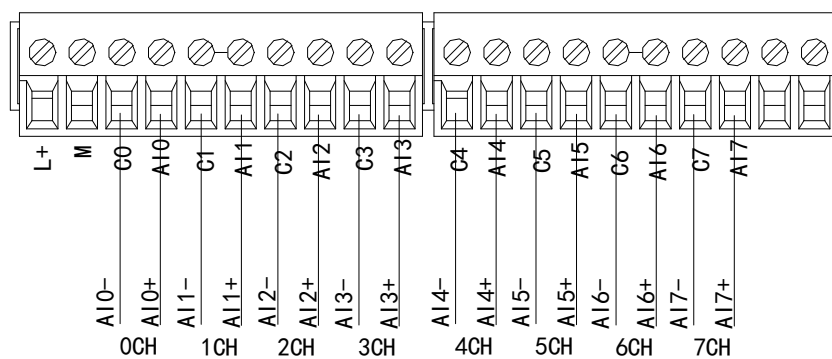 L+ M C0 AI0 C1 AI1 C2 AI2 C3 AI3 C4 AI4 C5 AI5 C6 AI6 C7 AI7
AI0- AI0+ AI1- AI1+ AI2- AI2+ AI3- AI3+ AI4- AI4+ AI5- AI5+ AI6- AI6+ AI7- AI7+
0CH 1CH 2CH 3CH 4CH 5CH 6CH 7CH